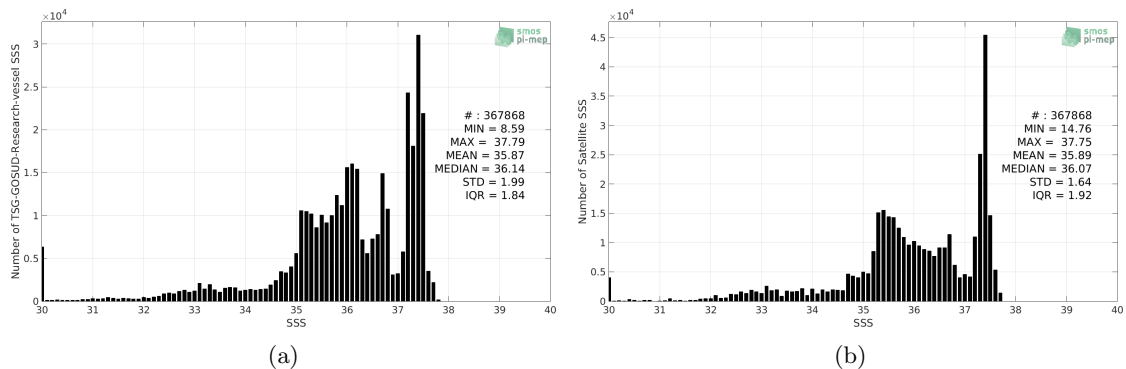 ×10⁴
3
2.5
2
1.5
1
0.5
0
30 31 32 33 34 35 36 37 38 39 40
SSS
Number of TSG-GOSUD-Research-vessel SSS
smos
pi-mep
# : 367868
MIN = 8.59
MAX = 37.79
MEAN = 35.87
MEDIAN = 36.14
STD = 1.99
IQR = 1.84
(a)
×10⁴
4.5
4
3.5
3
2.5
2
1.5
1
0.5
0
30 31 32 33 34 35 36 37 38 39 40
SSS
Number of Satellite SSS
smos
pi-mep
# : 367868
MIN = 14.76
MAX = 37.75
MEAN = 35.89
MEDIAN = 36.07
STD = 1.64
IQR = 1.92
(b)